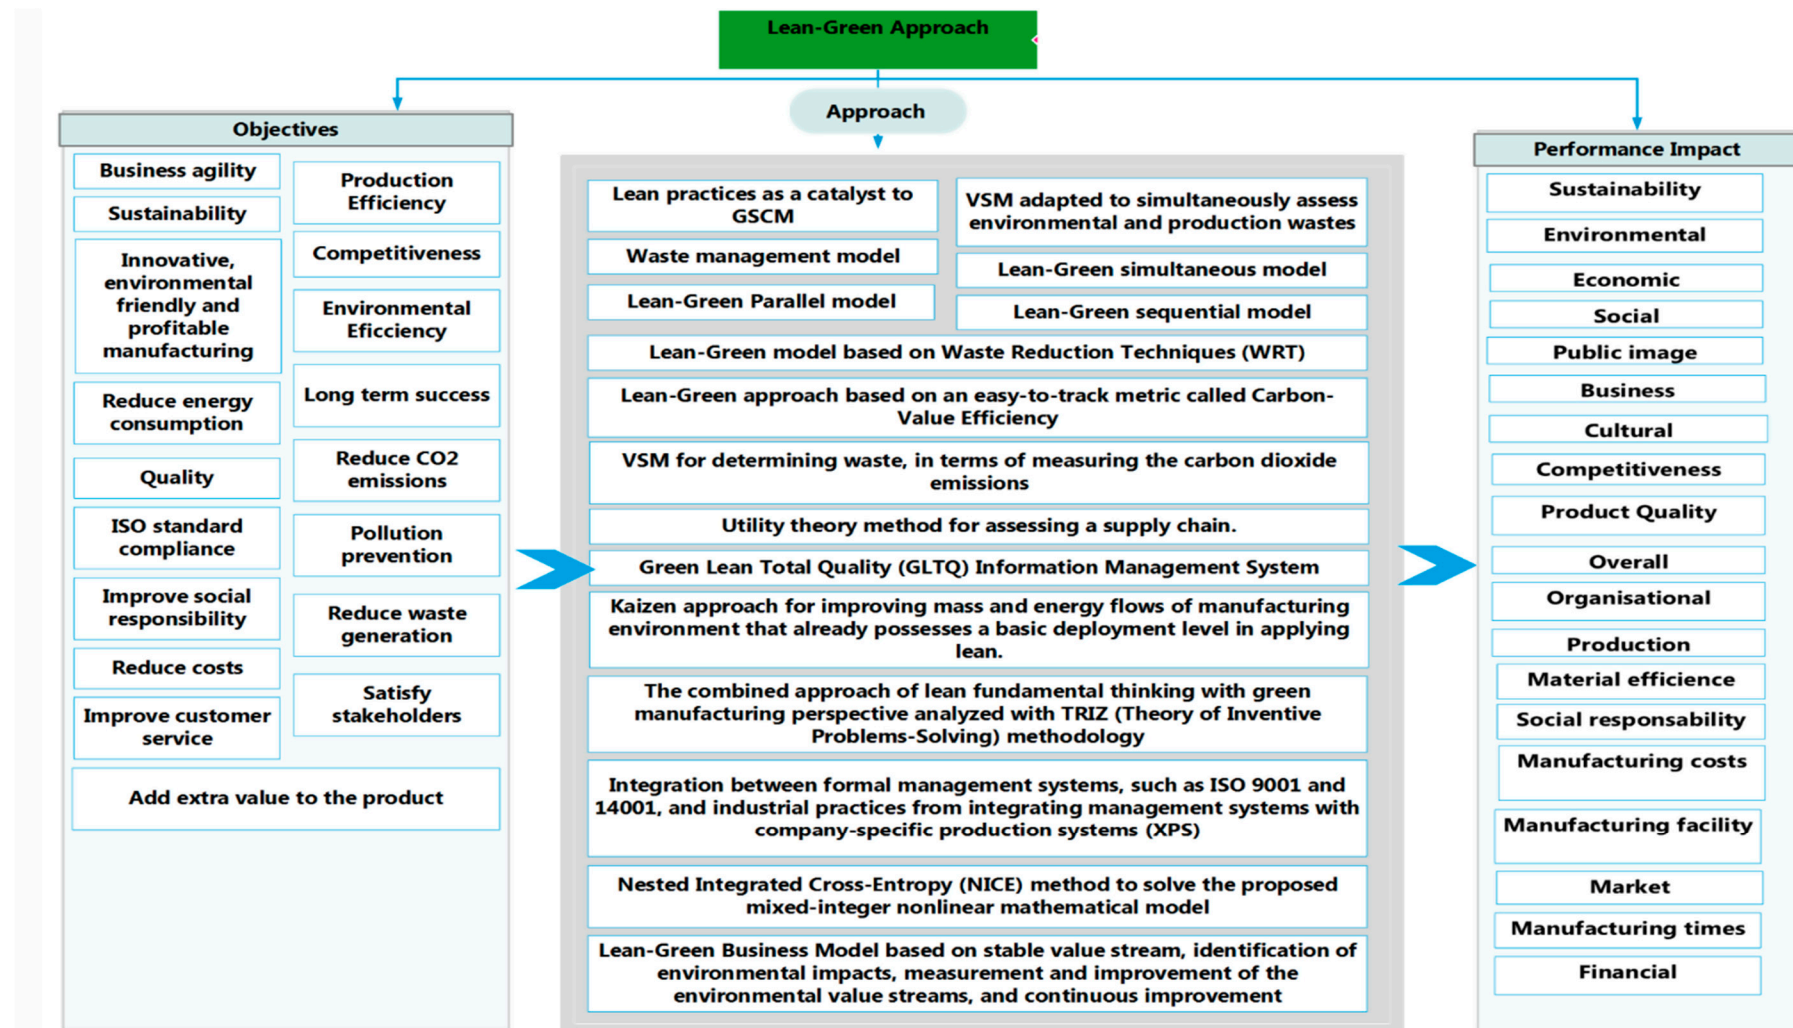 Lean-Green Approach
Approach
Objectives
Business agility
Sustainability
Innovative,
environmental
friendly and
profitable
manufacturing
Reduce energy
consumption
Quality
ISO standard
compliance
Improve social
responsibility
Reduce costs
Improve customer
service
Production
Efficiency
Competitiveness
Environmental
Eficciency
Long term success
Reduce CO2
emissions
Pollution
prevention
Reduce waste
generation
Satisfy
stakeholders
Add extra value to the product
Lean practices as a catalyst to
GSCM
Waste management model
Lean-Green Parallel model
VSM adapted to simultaneously assess
environmental and production wastes
Lean-Green simultaneous model
Lean-Green sequential model
Lean-Green model based on Waste Reduction Techniques (WRT)
Lean-Green approach based on an easy-to-track metric called Carbon-
Value Efficiency
VSM for determining waste, in terms of measuring the carbon dioxide
emissions
Utility theory method for assessing a supply chain.
Green Lean Total Quality (GLTQ) Information Management System
Kaizen approach for improving mass and energy flows of manufacturing
environment that already possesses a basic deployment level in applying
lean.
The combined approach of lean fundamental thinking with green
manufacturing perspective analyzed with TRIZ (Theory of Inventive
Problems-Solving) methodology
Integration between formal management systems, such as ISO 9001 and
14001, and industrial practices from integrating management systems with
company-specific production systems (XPS)
Nested Integrated Cross-Entropy (NICE) method to solve the proposed
mixed-integer nonlinear mathematical model
Lean-Green Business Model based on stable value stream, identification of
environmental impacts, measurement and improvement of the
environmental value streams, and continuous improvement
Performance Impact
Sustainability
Environmental
Economic
Social
Public image
Business
Cultural
Competitiveness
Product Quality
Overall
Organisational
Production
Material efficience
Social responsability
Manufacturing costs
Manufacturing facility
Market
Manufacturing times
Financial